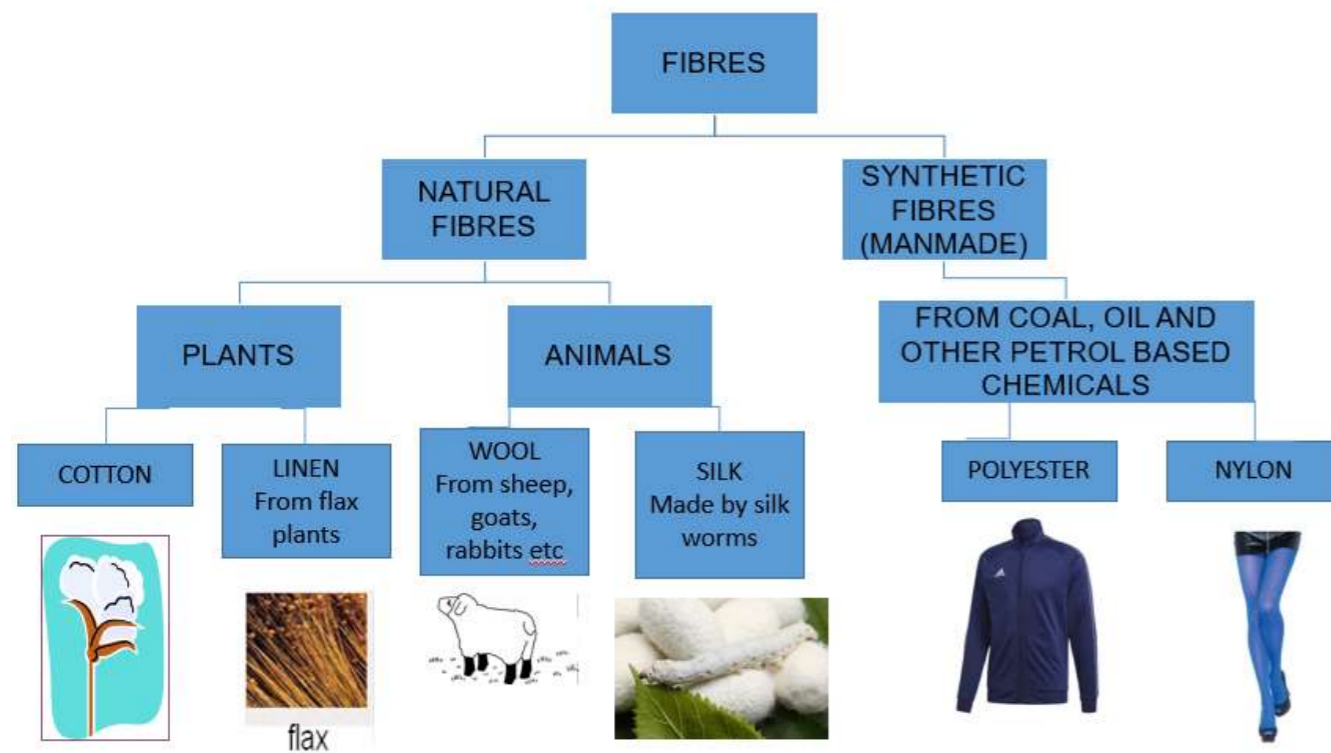 FIBRES
NATURAL
FIBRES
SYNTHETIC
FIBRES
(MANMADE)
PLANTS
ANIMALS
FROM COAL, OIL AND
OTHER PETROL BASED
CHEMICALS
COTTON
LINEN
From flax
plants
WOOL
From sheep,
goats,
rabbits etc
SILK
Made by silk
worms
POLYESTER
NYLON
flax